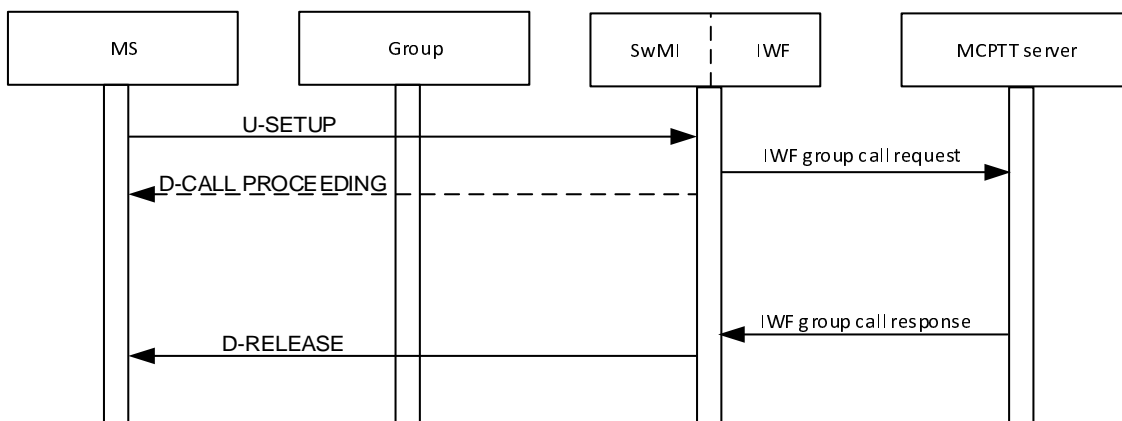 MS
Group
SwMI
IWF
MCPTT server
U-SETUP
IWF group call request
D-CALL PROCEEDING
IWF group call response
D-RELEASE